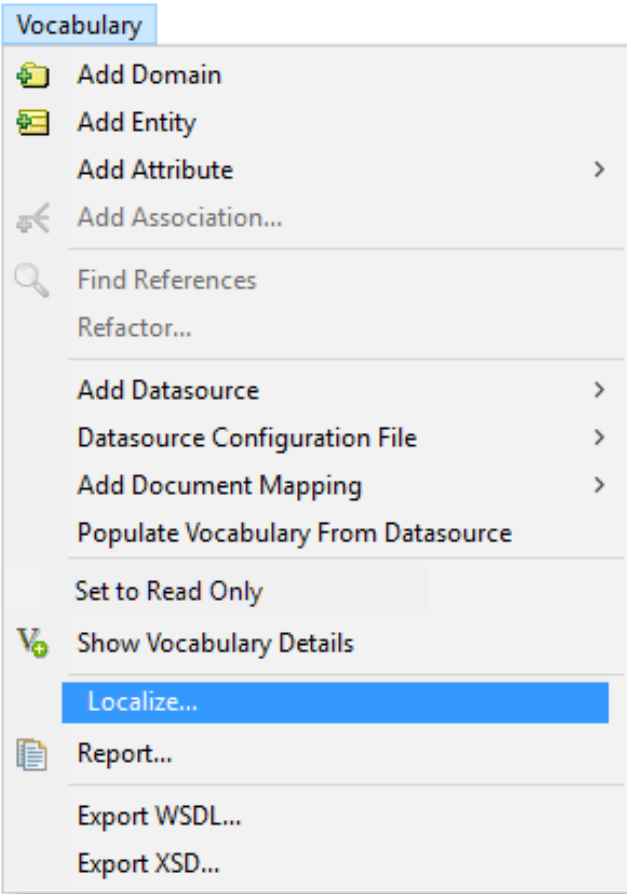 Vocabulary
Add Domain
Add Entity
Add Attribute
Add Association...
Find References
Refactor...
Add Datasource
Datasource Configuration File
Add Document Mapping
Populate Vocabulary From Datasource
Set to Read Only
Show Vocabulary Details
Localize...
Report...
Export WSDL...
Export XSD...